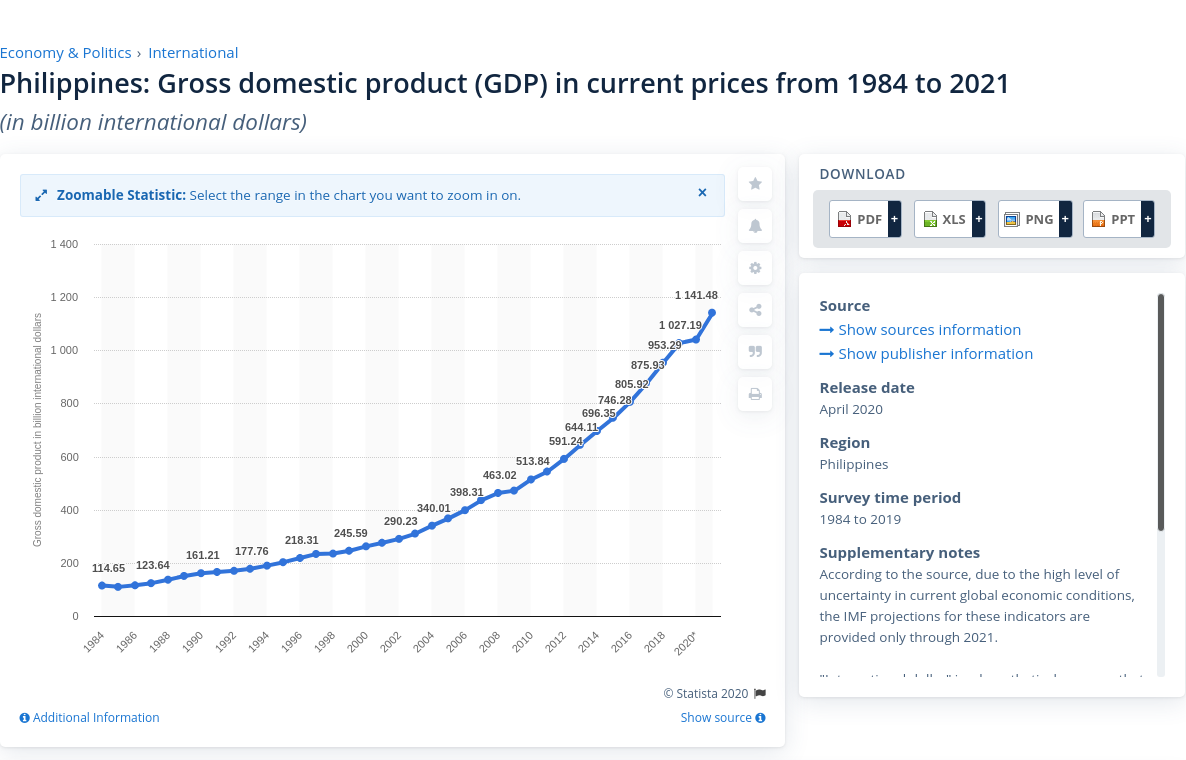 Economy & Politics › International
Philippines: Gross domestic product (GDP) in current prices from 1984 to 2021
(in billion international dollars)
Zoomable Statistic: Select the range in the chart you want to zoom in on. ×
Gross domestic product in billion international dollars
1 400
1 200
1 000
800
600
400
200
0
114.65
123.64
161.21
177.76
218.31
245.59
290.23
340.01
398.31
463.02
513.84
591.24
644.11
696.35
746.28
805.92
875.93
953.29
1 027.19
1 141.48
1984
1986
1988
1990
1992
1994
1996
1998
2000
2002
2004
2006
2008
2010
2012
2014
2016
2018
2020*
© Statista 2020
Additional Information
Show source
DOWNLOAD
PDF + XLS + PNG + PPT +
Source
Show sources information
Show publisher information
Release date
April 2020
Region
Philippines
Survey time period
1984 to 2019
Supplementary notes
According to the source, due to the high level of
uncertainty in current global economic conditions,
the IMF projections for these indicators are
provided only through 2021.